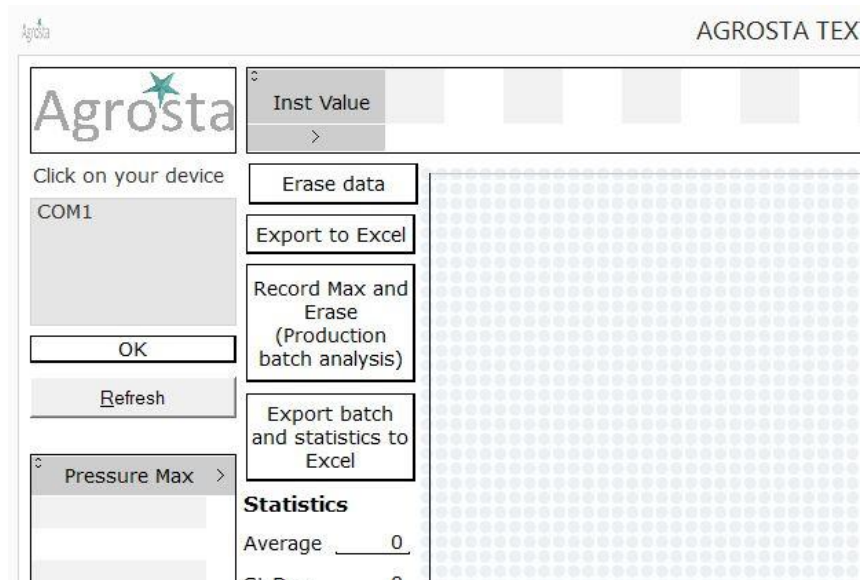 Agrosta
AGROSTA TEX
Agrosta
Inst Value
>
Click on your device
COM1
OK
Refresh
Erase data
Export to Excel
Record Max and
Erase
(Production
batch analysis)
Export batch
and statistics to
Excel
Pressure Max >
Statistics
Average 0